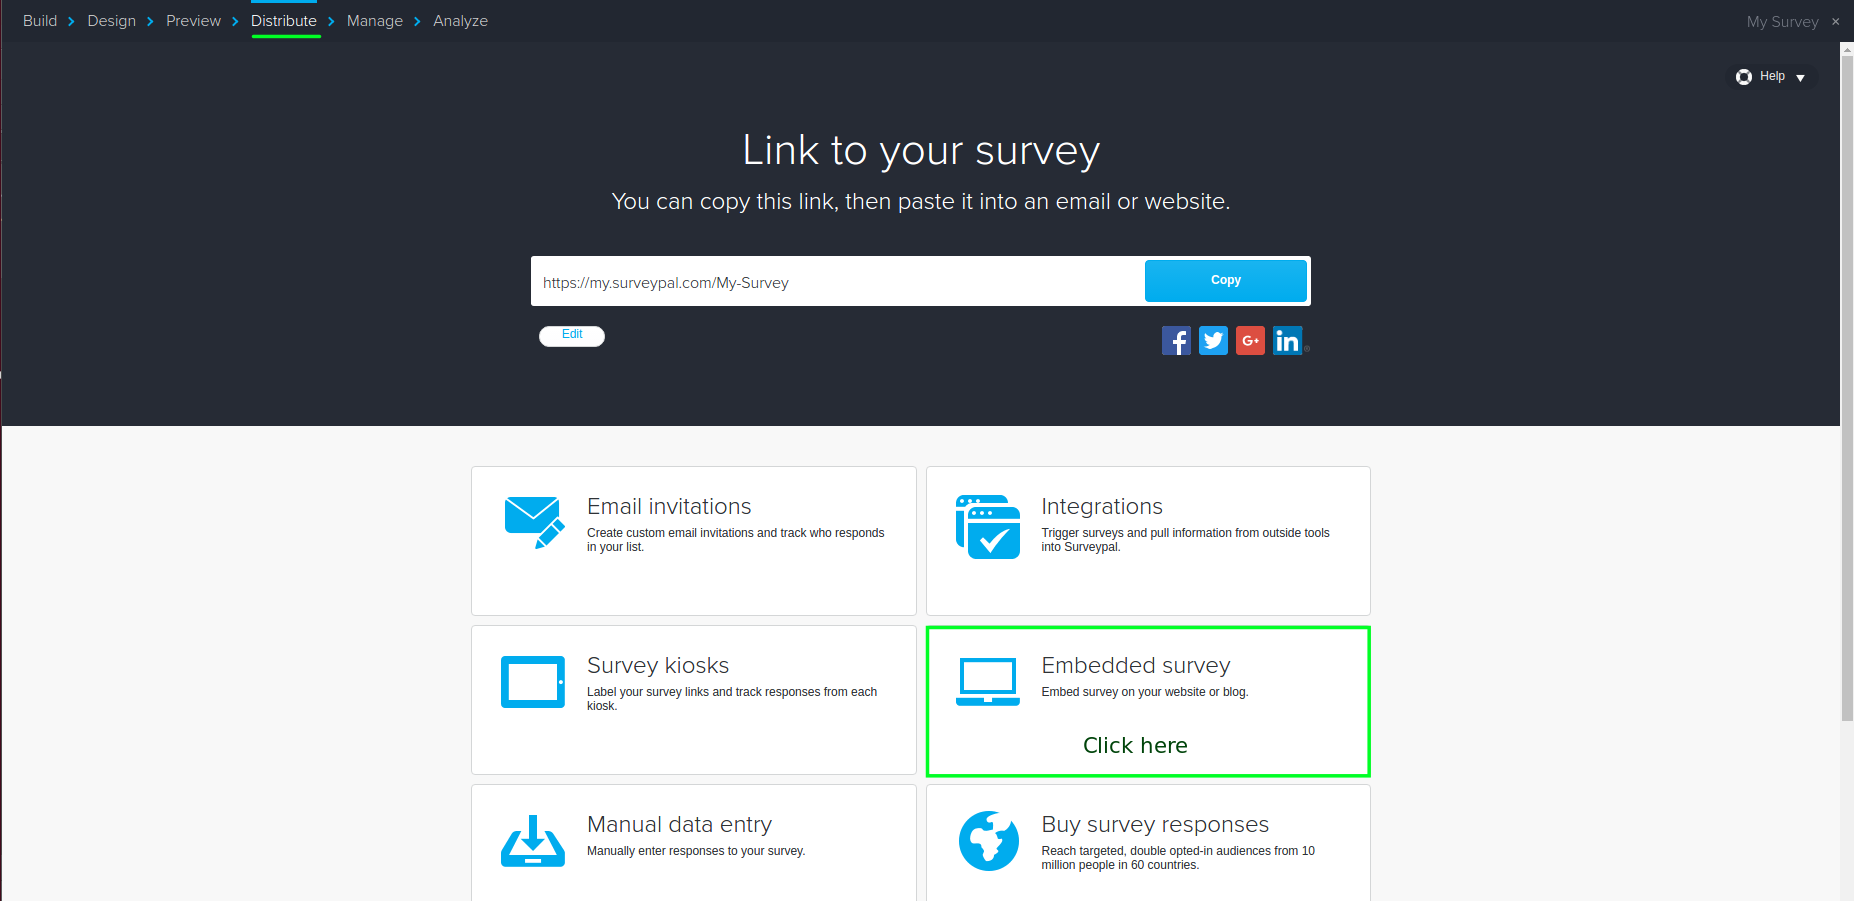 Build Design Preview Distribute Manage Analyze
My Survey ×
Help
Link to your survey
You can copy this link, then paste it into an email or website.
https://my.surveypal.com/My-Survey
Copy
Edit
f
G+
in ®
Email invitations
Create custom email invitations and track who responds
in your list.
Integrations
Trigger surveys and pull information from outside tools
into Surveypal.
Survey kiosks
Label your survey links and track responses from each
kiosk.
Embedded survey
Embed survey on your website or blog.
Click here
Manual data entry
Manually enter responses to your survey.
Buy survey responses
Reach targeted, double opted-in audiences from 10
million people in 60 countries.